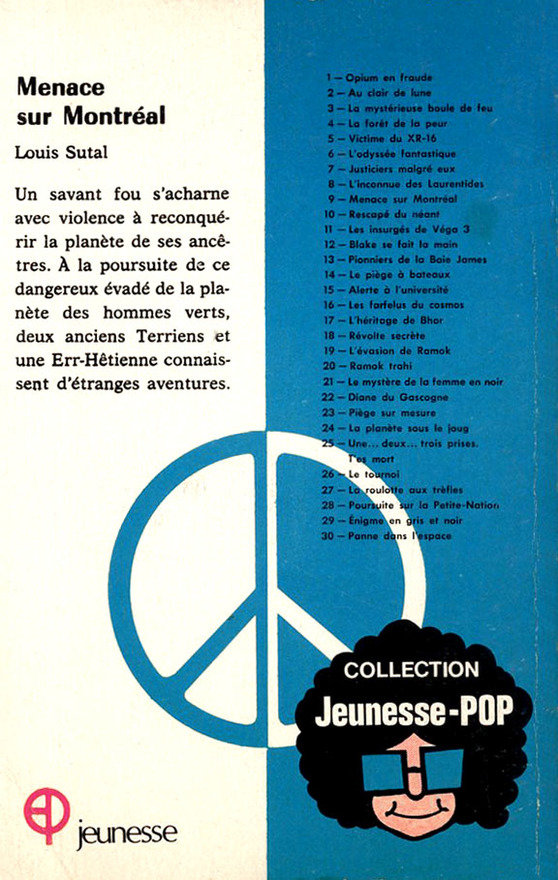 Menace
sur Montréal
Louis Sutal
Un savant fou s'acharne
avec violence à reconqué-
rir la planète de ses ancê-
tres. À la poursuite de ce
dangereux évadé de la pla-
nète des hommes verts,
deux anciens Terriens et
une Err-Hêtienne connais-
sent d'étranges aventures.
1 — Opium en fraude
2 — Au clair de lune
3 — La mystérieuse boule de feu
4 — La forêt de la peur
5 — Victime du XR-16
6 — L'odyssée fantastique
7 — Justiciers malgré eux
8 — L'inconnue des Laurentides
9 — Menace sur Montréal
10 — Rescapé du néant
11 — Les insurgés de Véga 3
12 — Blake se fait la main
13 — Pionniers de la Baie James
14 — Le piège à bateaux
15 — Alerte à l'université
16 — Les farfelus du cosmos
17 — L'héritage de Bhor
18 — Révolte secrète
19 — L'évasion de Ramok
20 — Ramok trahi
21 — Le mystère de la femme en noir
22 — Diane du Gascogne
23 — Piège sur mesure
24 — La planète sous le joug
25 — Une... deux... trois prises.
T'es mort
26 — Le tournoi
27 — La roulotte aux trèfles
28 — Poursuite sur la Petite-Nation
29 — Énigme en gris et noir
30 — Panne dans l'espace
COLLECTION
Jeunesse-POP
EP
jeunesse